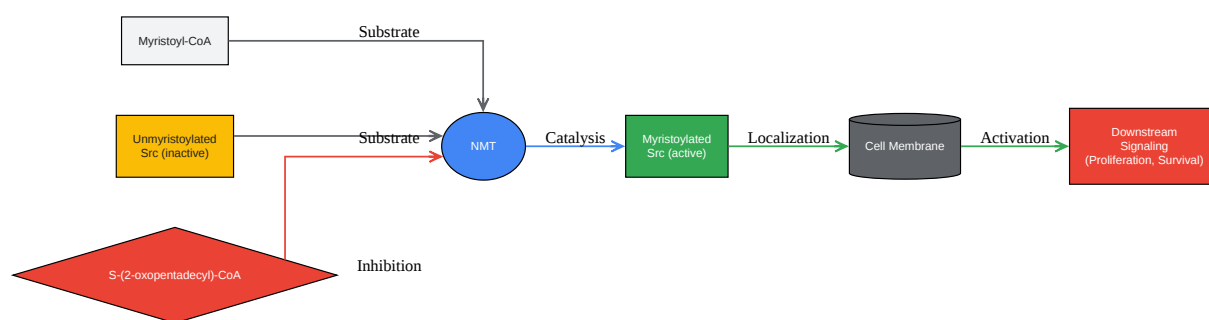 Myristoyl-CoA
Substrate
Unmyristoylated
Src (inactive)
Substrate
NMT
Catalysis
Myristoylated
Src (active)
Localization
Cell Membrane
Activation
Downstream
Signaling
(Proliferation, Survival)
S-(2-oxopentadecyl)-CoA
Inhibition